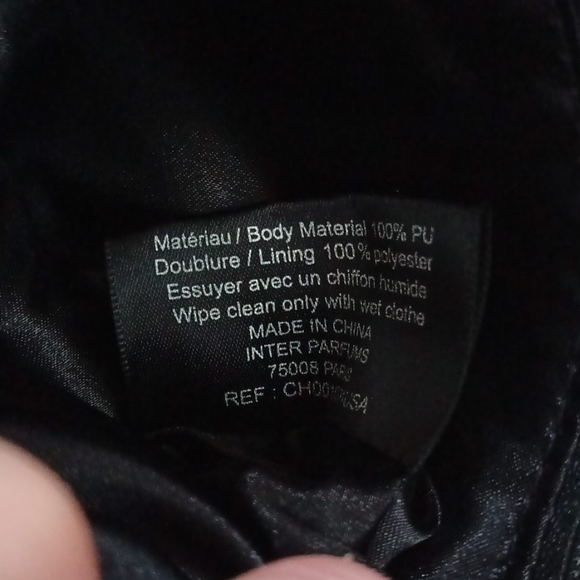 Matériau / Body Material 100% PU
Doublure / Lining 100% polyester
Essuyer avec un chiffon humide
Wipe clean only with wet clothe
MADE IN CHINA
INTER PARFUMS
75008 PARIS
REF :